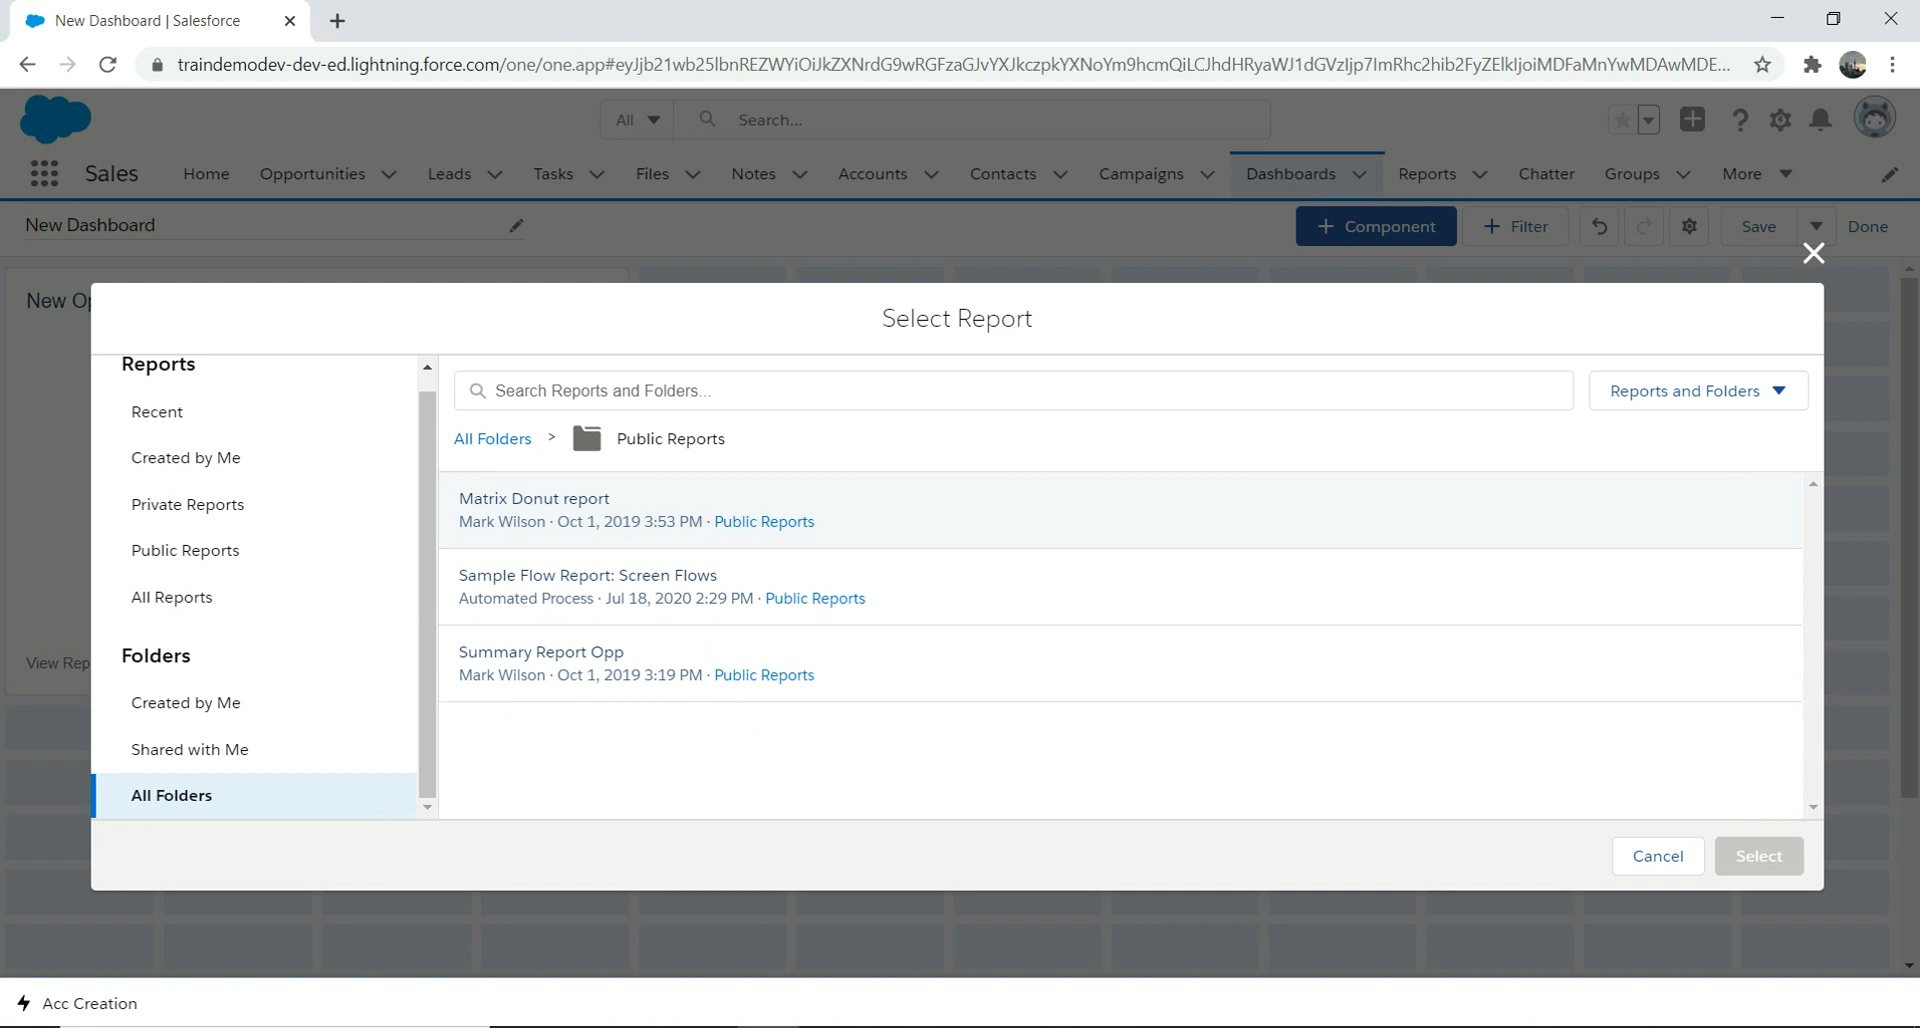 New Dashboard | Salesforce
traindemodev-dev-ed.lightning.force.com/one/one.app#eyJjb21wb25lbnREZWYiOiJkZXNrdG9wRGFzaGJvYXJkczpkYXNoYm9hcmQiLCJhdHRyaWJ1dGVzIjp7ImRhc2hib2FyZElkIjoiMDFaMnYwMDAwMDE...
All
Search...
Sales
Home Opportunities Leads Tasks Files Notes Accounts Contacts Campaigns Dashboards Reports Chatter Groups More
New Dashboard
+ Component + Filter Save Done
New Op
Select Report
Reports
Recent
Created by Me
Private Reports
Public Reports
All Reports
Folders
Created by Me
Shared with Me
All Folders
Search Reports and Folders...
Reports and Folders
All Folders > Public Reports
Matrix Donut report
Mark Wilson · Oct 1, 2019 3:53 PM · Public Reports
Sample Flow Report: Screen Flows
Automated Process · Jul 18, 2020 2:29 PM · Public Reports
Summary Report Opp
Mark Wilson · Oct 1, 2019 3:19 PM · Public Reports
View Rep
Cancel Select
Acc Creation